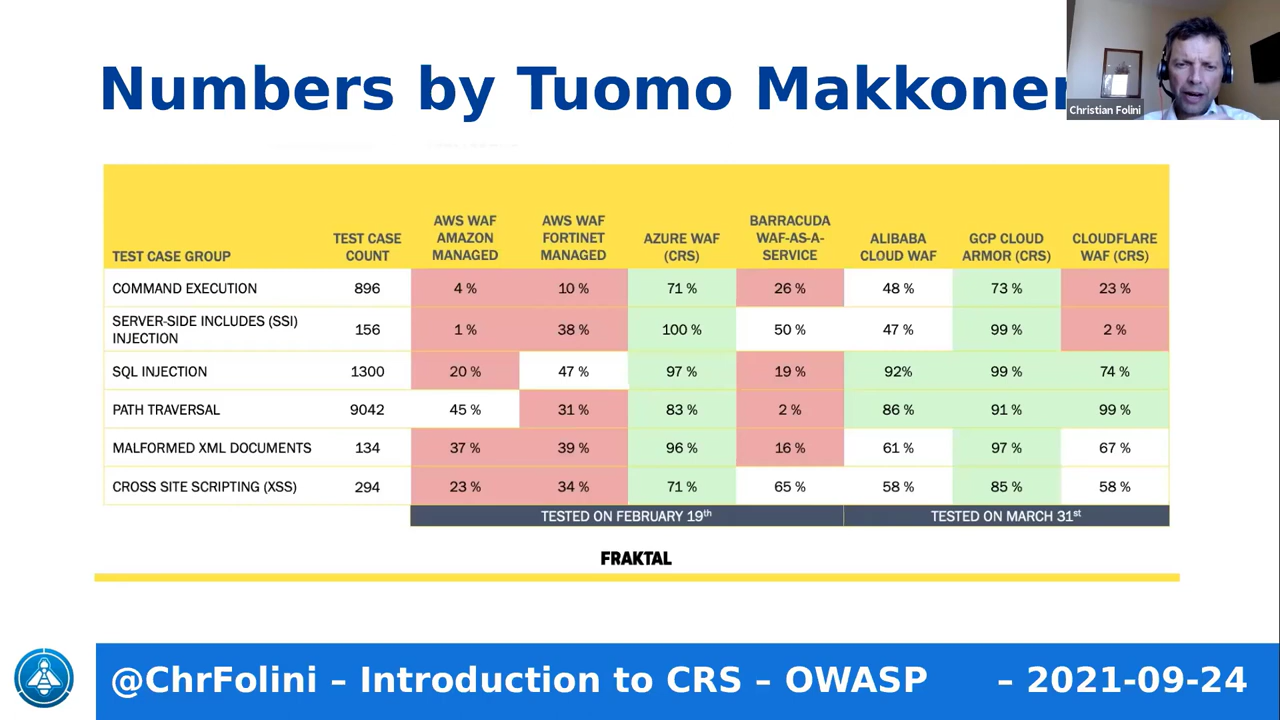 Numbers by Tuomo Makkonen
Christian Folini
TEST CASE GROUP
TEST CASE
COUNT
AWS WAF
AMAZON
MANAGED
AWS WAF
FORTINET
MANAGED
AZURE WAF
(CRS)
BARRACUDA
WAF-AS-A-
SERVICE
ALIBABA
CLOUD WAF
GCP CLOUD
ARMOR (CRS)
CLOUDFLARE
WAF (CRS)
COMMAND EXECUTION 896 4 % 10 % 71 % 26 % 48 % 73 % 23 %
SERVER-SIDE INCLUDES (SSI)
INJECTION 156 1 % 38 % 100 % 50 % 47 % 99 % 2 %
SQL INJECTION 1300 20 % 47 % 97 % 19 % 92% 99 % 74 %
PATH TRAVERSAL 9042 45 % 31 % 83 % 2 % 86 % 91 % 99 %
MALFORMED XML DOCUMENTS 134 37 % 39 % 96 % 16 % 61 % 97 % 67 %
CROSS SITE SCRIPTING (XSS) 294 23 % 34 % 71 % 65 % 58 % 85 % 58 %
TESTED ON FEBRUARY 19th TESTED ON MARCH 31st
FRAKTAL
@ChrFolini – Introduction to CRS – OWASP – 2021-09-24